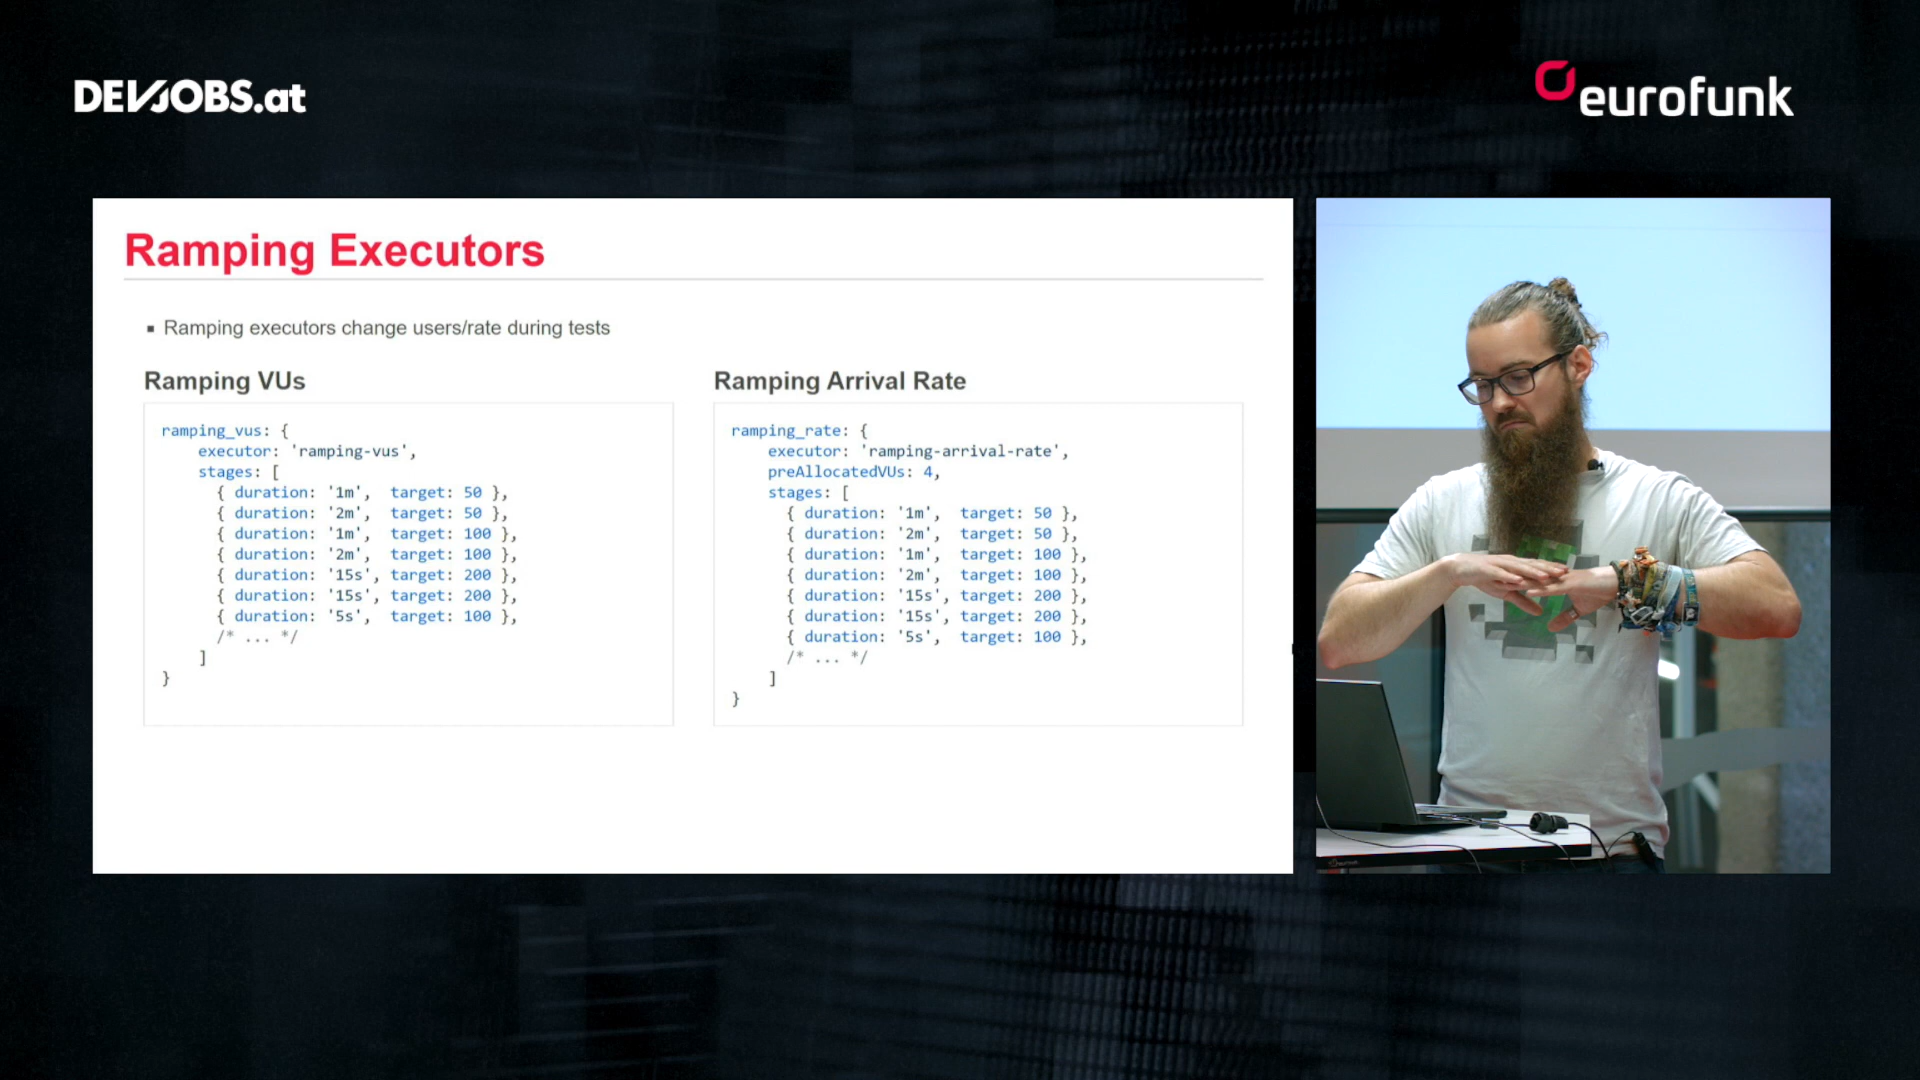 DEVJOBS.at
eurofunk
Ramping Executors
▪ Ramping executors change users/rate during tests
Ramping VUs
ramping_vus: {
executor: 'ramping-vus',
stages: [
{ duration: '1m', target: 50 },
{ duration: '2m', target: 50 },
{ duration: '1m', target: 100 },
{ duration: '2m', target: 100 },
{ duration: '15s', target: 200 },
{ duration: '15s', target: 200 },
{ duration: '5s', target: 100 },
/* ... */
]
}
Ramping Arrival Rate
ramping_rate: {
executor: 'ramping-arrival-rate',
preAllocatedVUs: 4,
stages: [
{ duration: '1m', target: 50 },
{ duration: '2m', target: 50 },
{ duration: '1m', target: 100 },
{ duration: '2m', target: 100 },
{ duration: '15s', target: 200 },
{ duration: '15s', target: 200 },
{ duration: '5s', target: 100 },
/* ... */
]
}